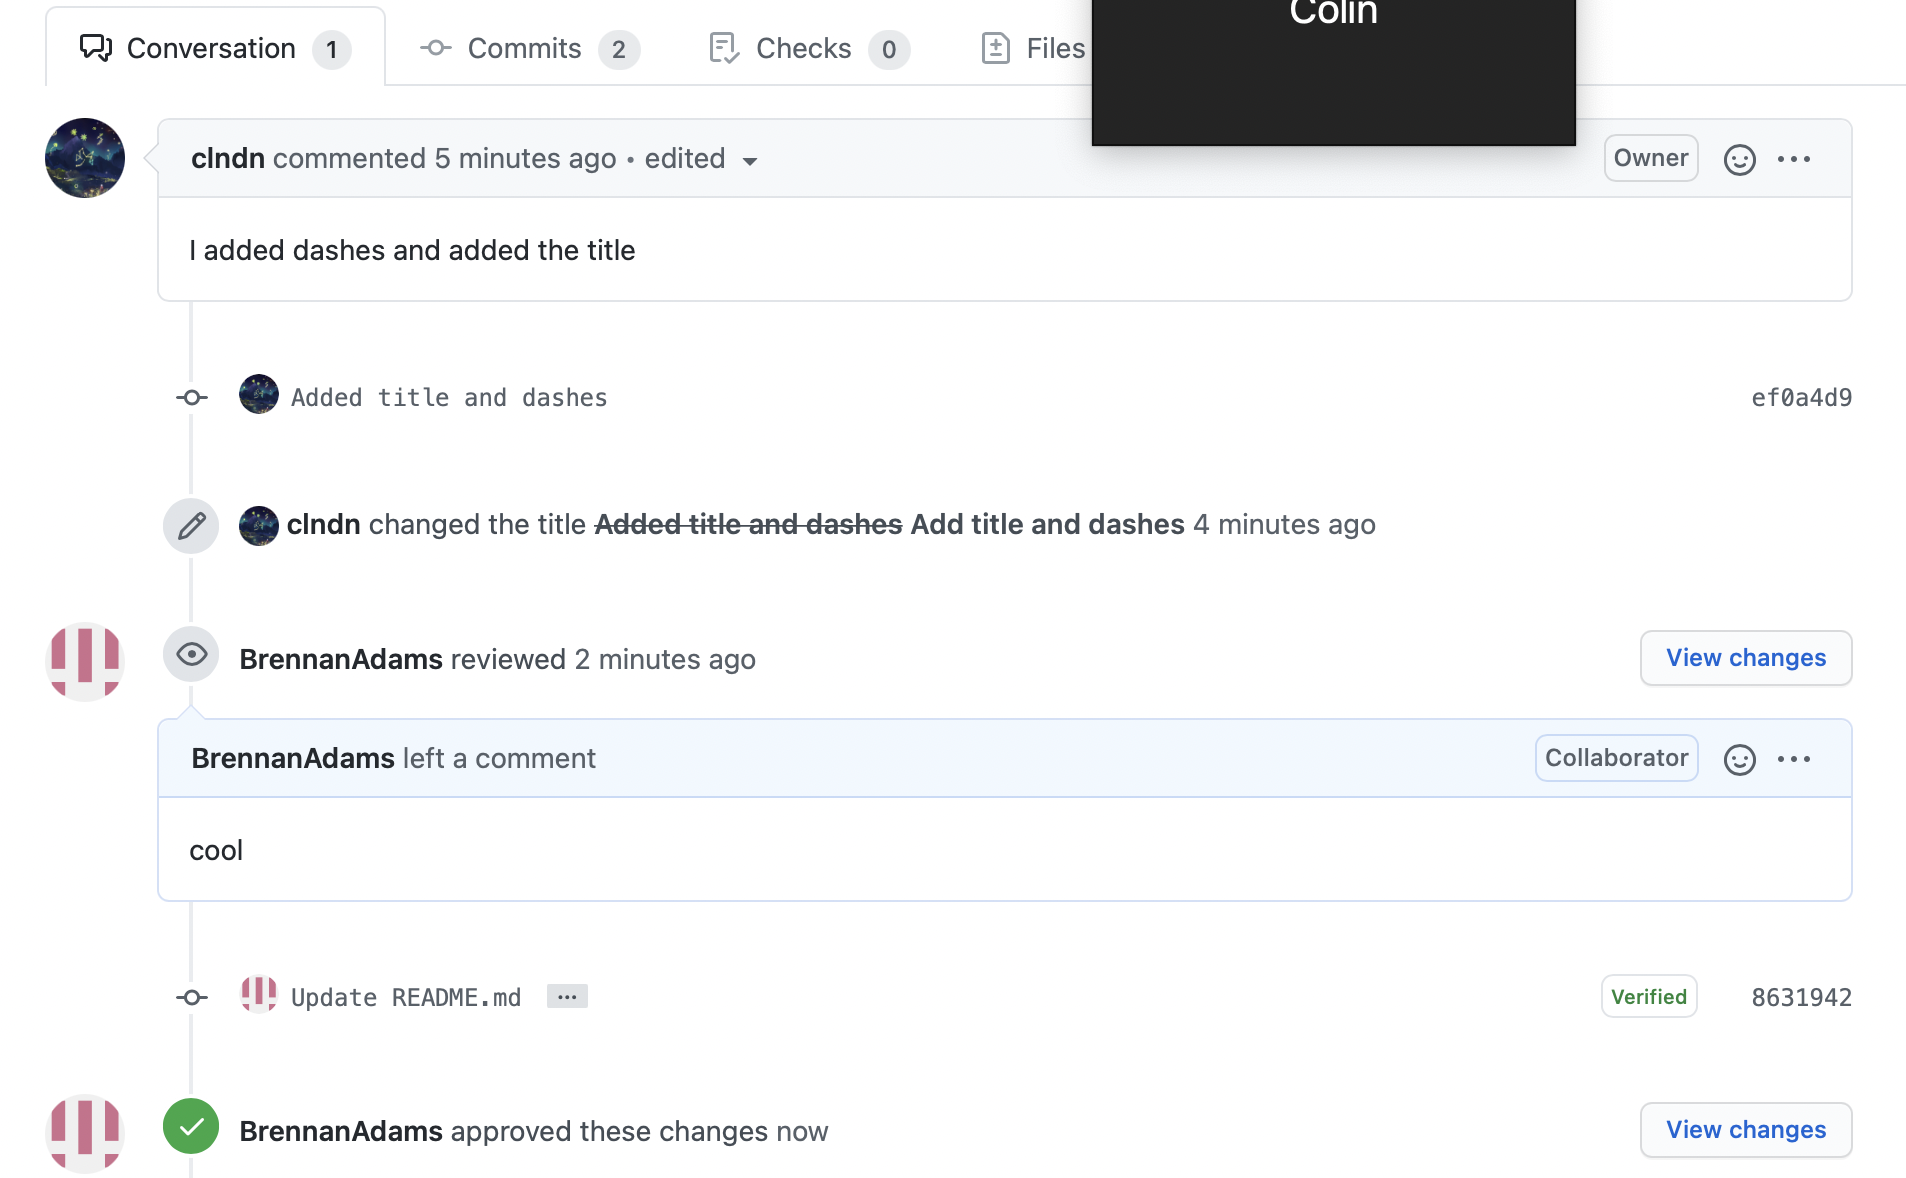 Colin
Conversation 1 Commits 2 Checks 0 Files
clndn commented 5 minutes ago • edited
Owner
I added dashes and added the title
Added title and dashes ef0a4d9
clndn changed the title Added title and dashes Add title and dashes 4 minutes ago
BrennanAdams reviewed 2 minutes ago View changes
BrennanAdams left a comment Collaborator
cool
Update README.md ... Verified 8631942
BrennanAdams approved these changes now View changes